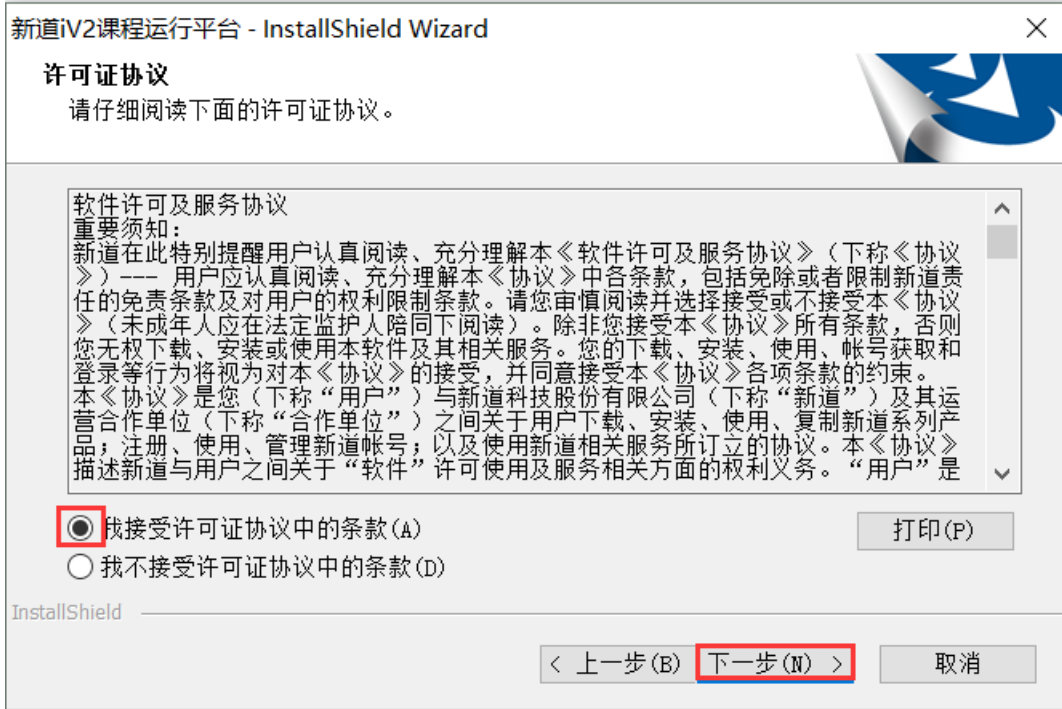 新道iV2课程运行平台 - InstallShield Wizard
许可证协议
请仔细阅读下面的许可证协议。
软件许可及服务协议
重要须知：
新道在此特别提醒用户认真阅读、充分理解本《软件许可及服务协议》（下称《协议
》）--- 用户应认真阅读、充分理解本《协议》中各条款，包括免除或者限制新道责
任的免责条款及对用户的权利限制条款。请您审慎阅读并选择接受或不接受本《协议
》（未成年人应在法定监护人陪同下阅读）。除非您接受本《协议》所有条款，否则
您无权下载、安装或使用本软件及其相关服务。您的下载、安装、使用、帐号获取和
登录等行为将视为对本《协议》的接受，并同意接受本《协议》各项条款的约束。
本《协议》是您（下称“用户”）与新道科技股份有限公司（下称“新道”）及其运
营合作单位（下称“合作单位”）之间关于用户下载、安装、使用、复制新道系列产
品；注册、使用、管理新道帐号；以及使用新道相关服务所订立的协议。本《协议》
描述新道与用户之间关于“软件”许可使用及服务相关方面的权利义务。“用户”是
我接受许可证协议中的条款(A)
打印(P)
我不接受许可证协议中的条款(D)
InstallShield
< 上一步(B)
下一步(N) >
取消